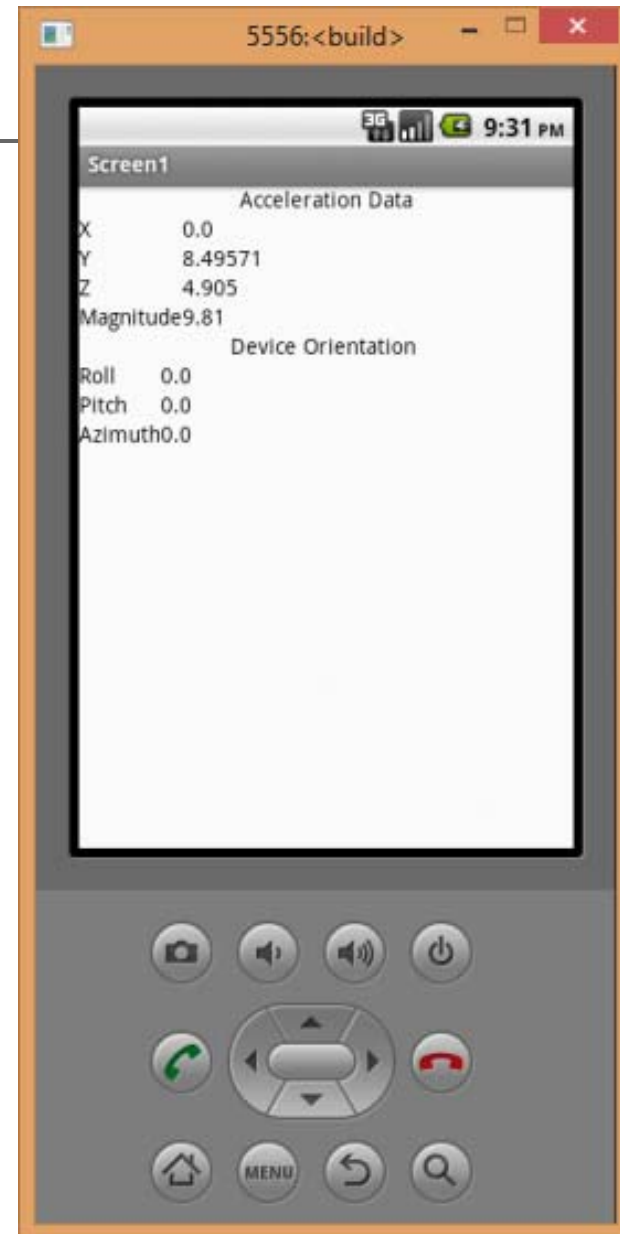 5556:<build>
3G 9:31 PM
Screen1
Acceleration Data
X 0.0
Y 8.49571
Z 4.905
Magnitude9.81
Device Orientation
Roll 0.0
Pitch 0.0
Azimuth0.0
MENU